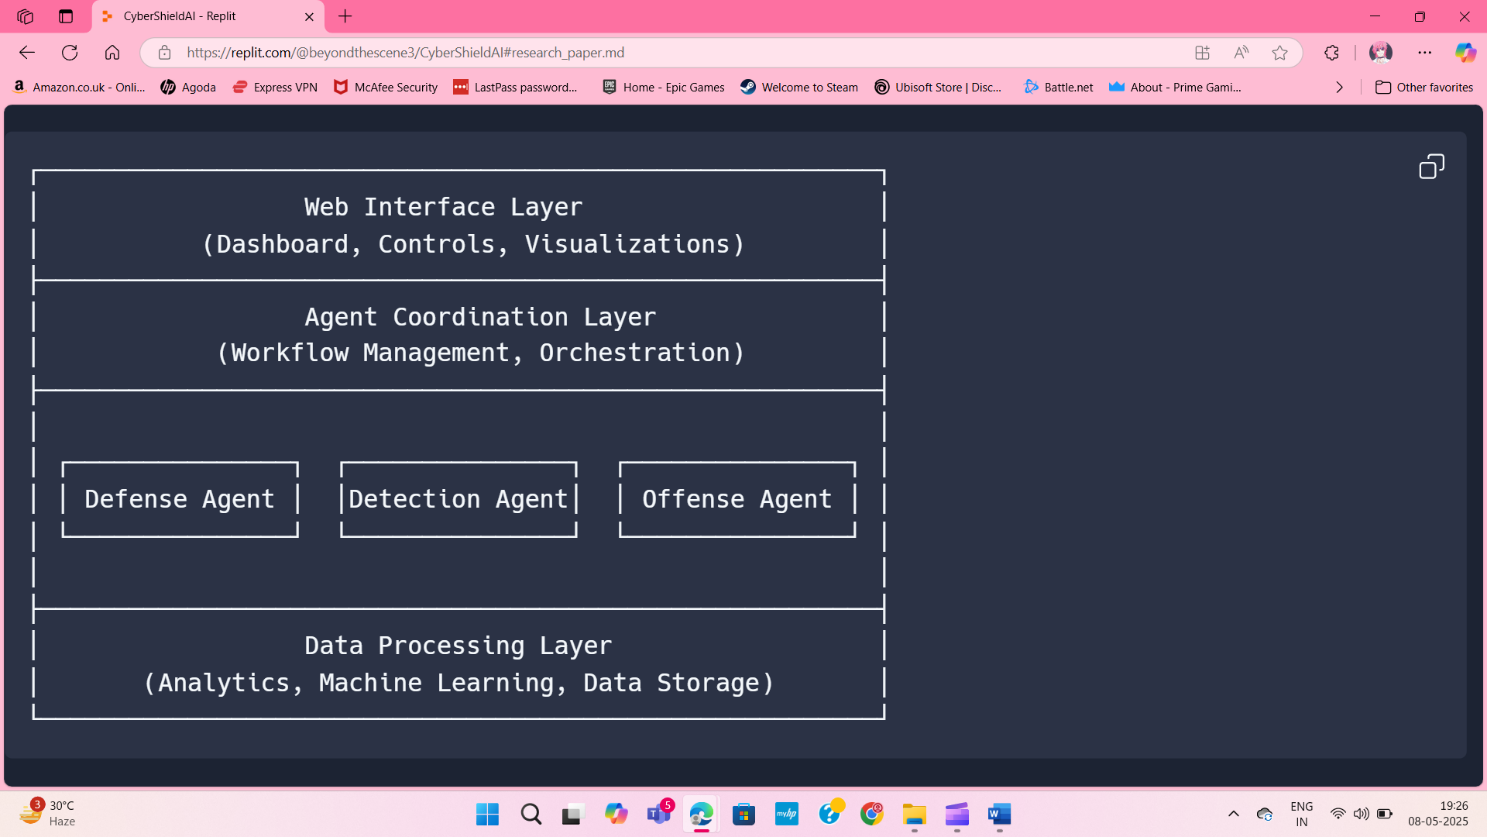 CyberShieldAI - Replit
https://replit.com/@beyondthescene3/CyberShieldAI#research_paper.md
Amazon.co.uk - Onli...
Agoda
Express VPN
McAfee Security
LastPass password...
Home - Epic Games
Welcome to Steam
Ubisoft Store | Disc...
Battle.net
About - Prime Gami...
Other favorites
Web Interface Layer
(Dashboard, Controls, Visualizations)
Agent Coordination Layer
(Workflow Management, Orchestration)
Defense Agent
Detection Agent
Offense Agent
Data Processing Layer
(Analytics, Machine Learning, Data Storage)
3
30°C
Haze
5
ENG
IN
19:26
08-05-2025